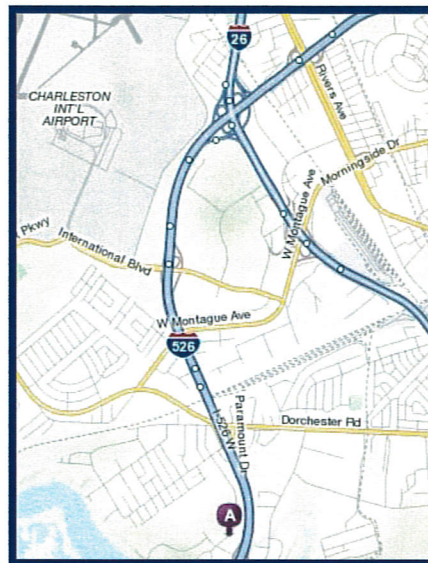 26
CHARLESTON
INT'L
AIRPORT
Rivers Ave
Morningside Dr
W Montague Ave
Pkwy
International Blvd
W Montague Ave
526
I-526 W
Paramount Dr
Dorchester Rd
A